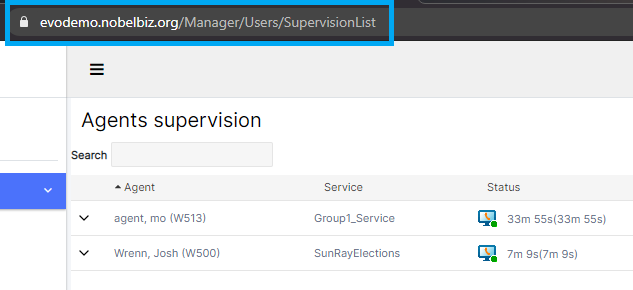 evodemo.nobelbiz.org/Manager/Users/SupervisionList
Agents supervision
Search
Agent Service Status
agent, mo (W513) Group1_Service 33m 55s(33m 55s)
Wrenn, Josh (W500) SunRayElections 7m 9s(7m 9s)